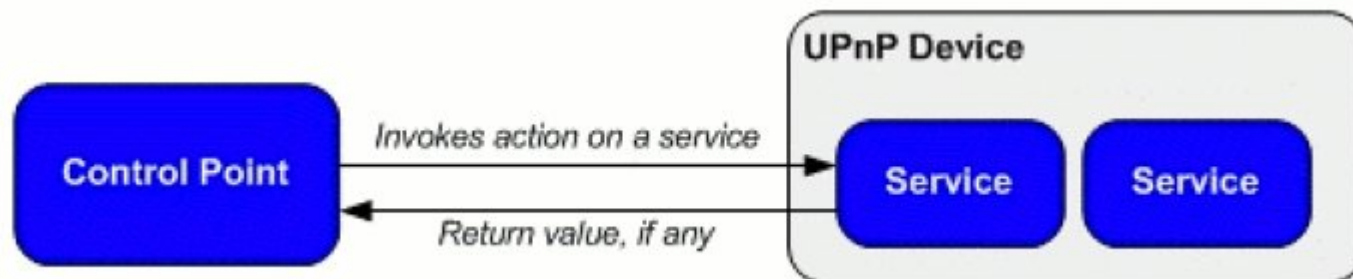 UPnP Device
Invokes action on a service
Control Point
Service
Service
Return value, if any